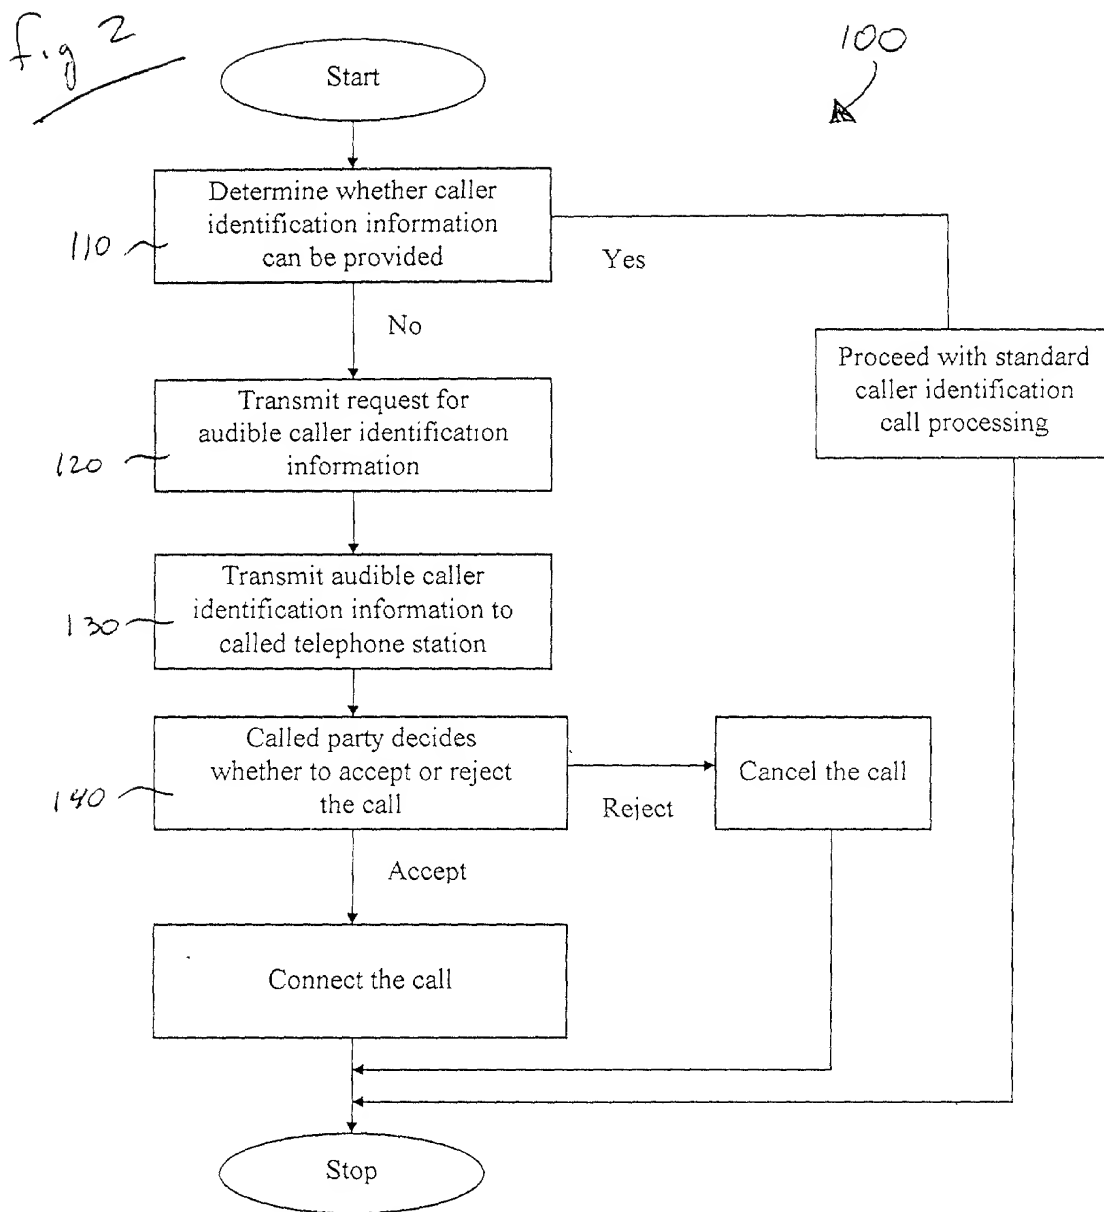 Fig 2
100
Start
Determine whether caller
identification information
can be provided
110
Yes
No
Proceed with standard
caller identification
call processing
Transmit request for
audible caller identification
information
120
Transmit audible caller
identification information to
called telephone station
130
Called party decides
whether to accept or reject
the call
140
Reject
Cancel the call
Accept
Connect the call
Stop